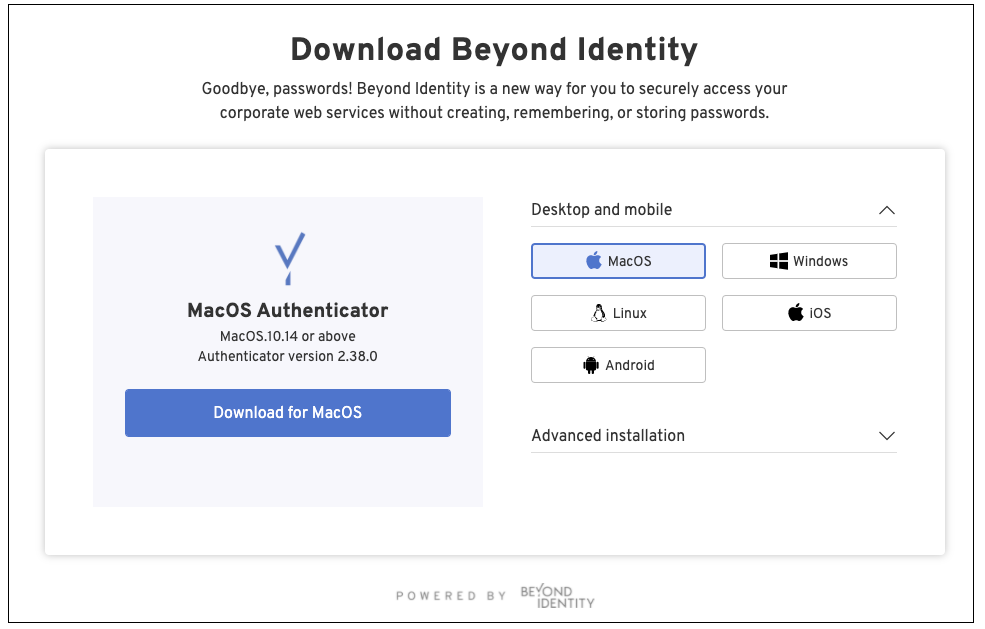 Download Beyond Identity
Goodbye, passwords! Beyond Identity is a new way for you to securely access your
corporate web services without creating, remembering, or storing passwords.
MacOS Authenticator
MacOS.10.14 or above
Authenticator version 2.38.0
Download for MacOS
Desktop and mobile
MacOS
Windows
Linux
iOS
Android
Advanced installation
POWERED BY
BEYOND
IDENTITY